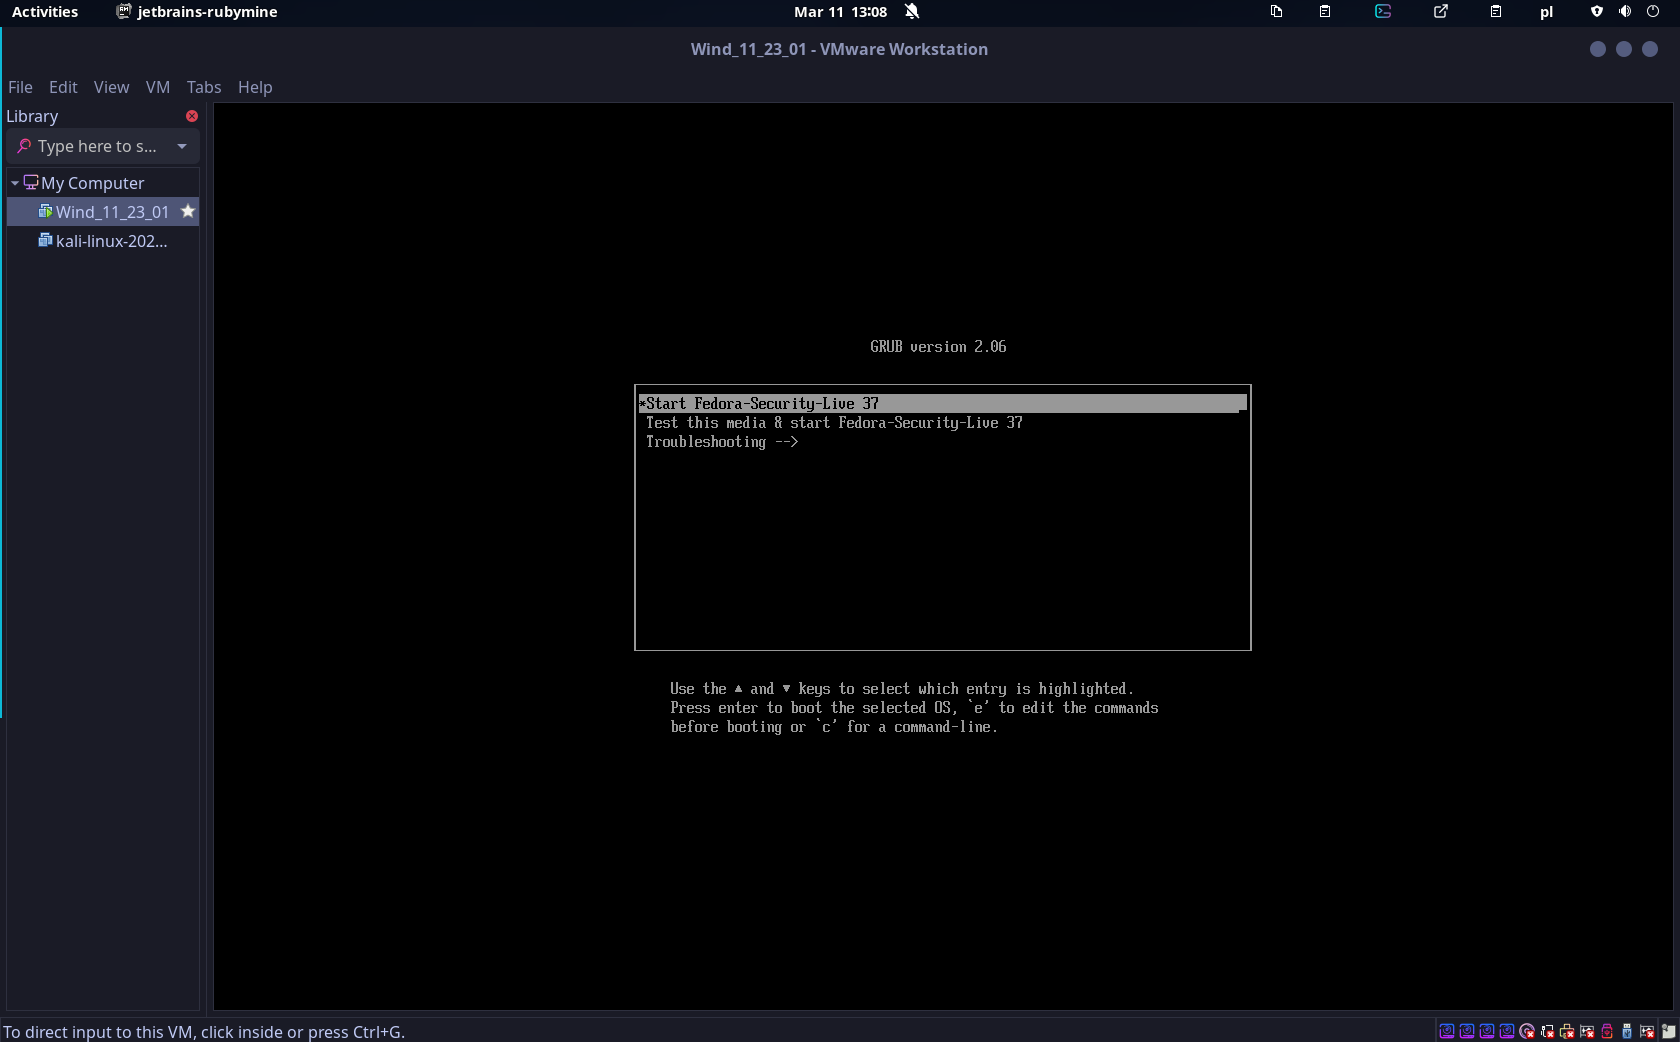 Activities jetbrains-rubymine Mar 11 13:08 pl
Wind_11_23_01 - VMware Workstation
File Edit View VM Tabs Help
Library
Type here to s...
My Computer
Wind_11_23_01
kali-linux-202...
GRUB version 2.06
*Start Fedora-Security-Live 37
Test this media & start Fedora-Security-Live 37
Troubleshooting -->
Use the ▲ and ▼ keys to select which entry is highlighted.
Press enter to boot the selected OS, `e' to edit the commands
before booting or `c' for a command-line.
To direct input to this VM, click inside or press Ctrl+G.